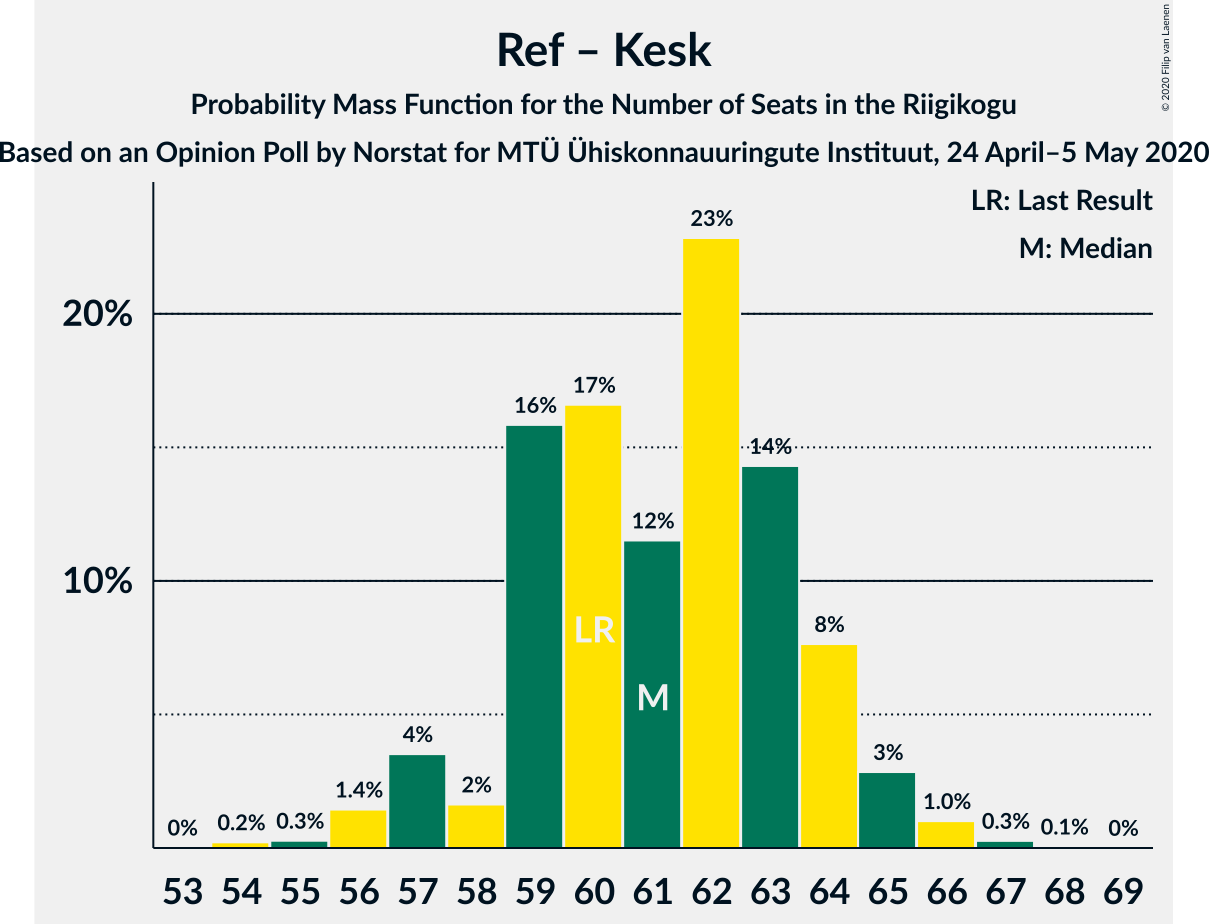 Ref – Kesk
Probability Mass Function for the Number of Seats in the Riigikogu
Based on an Opinion Poll by Norstat for MTÜ Ühiskonnauuringute Instituut, 24 April–5 May 2020
© 2020 Filip van Laenen
LR: Last Result
M: Median
20%
10%
0%
0.2%
0.3%
1.4%
4%
2%
16%
17%
12%
23%
14%
8%
3%
1.0%
0.3%
0.1%
0%
LR
M
53 54 55 56 57 58 59 60 61 62 63 64 65 66 67 68 69